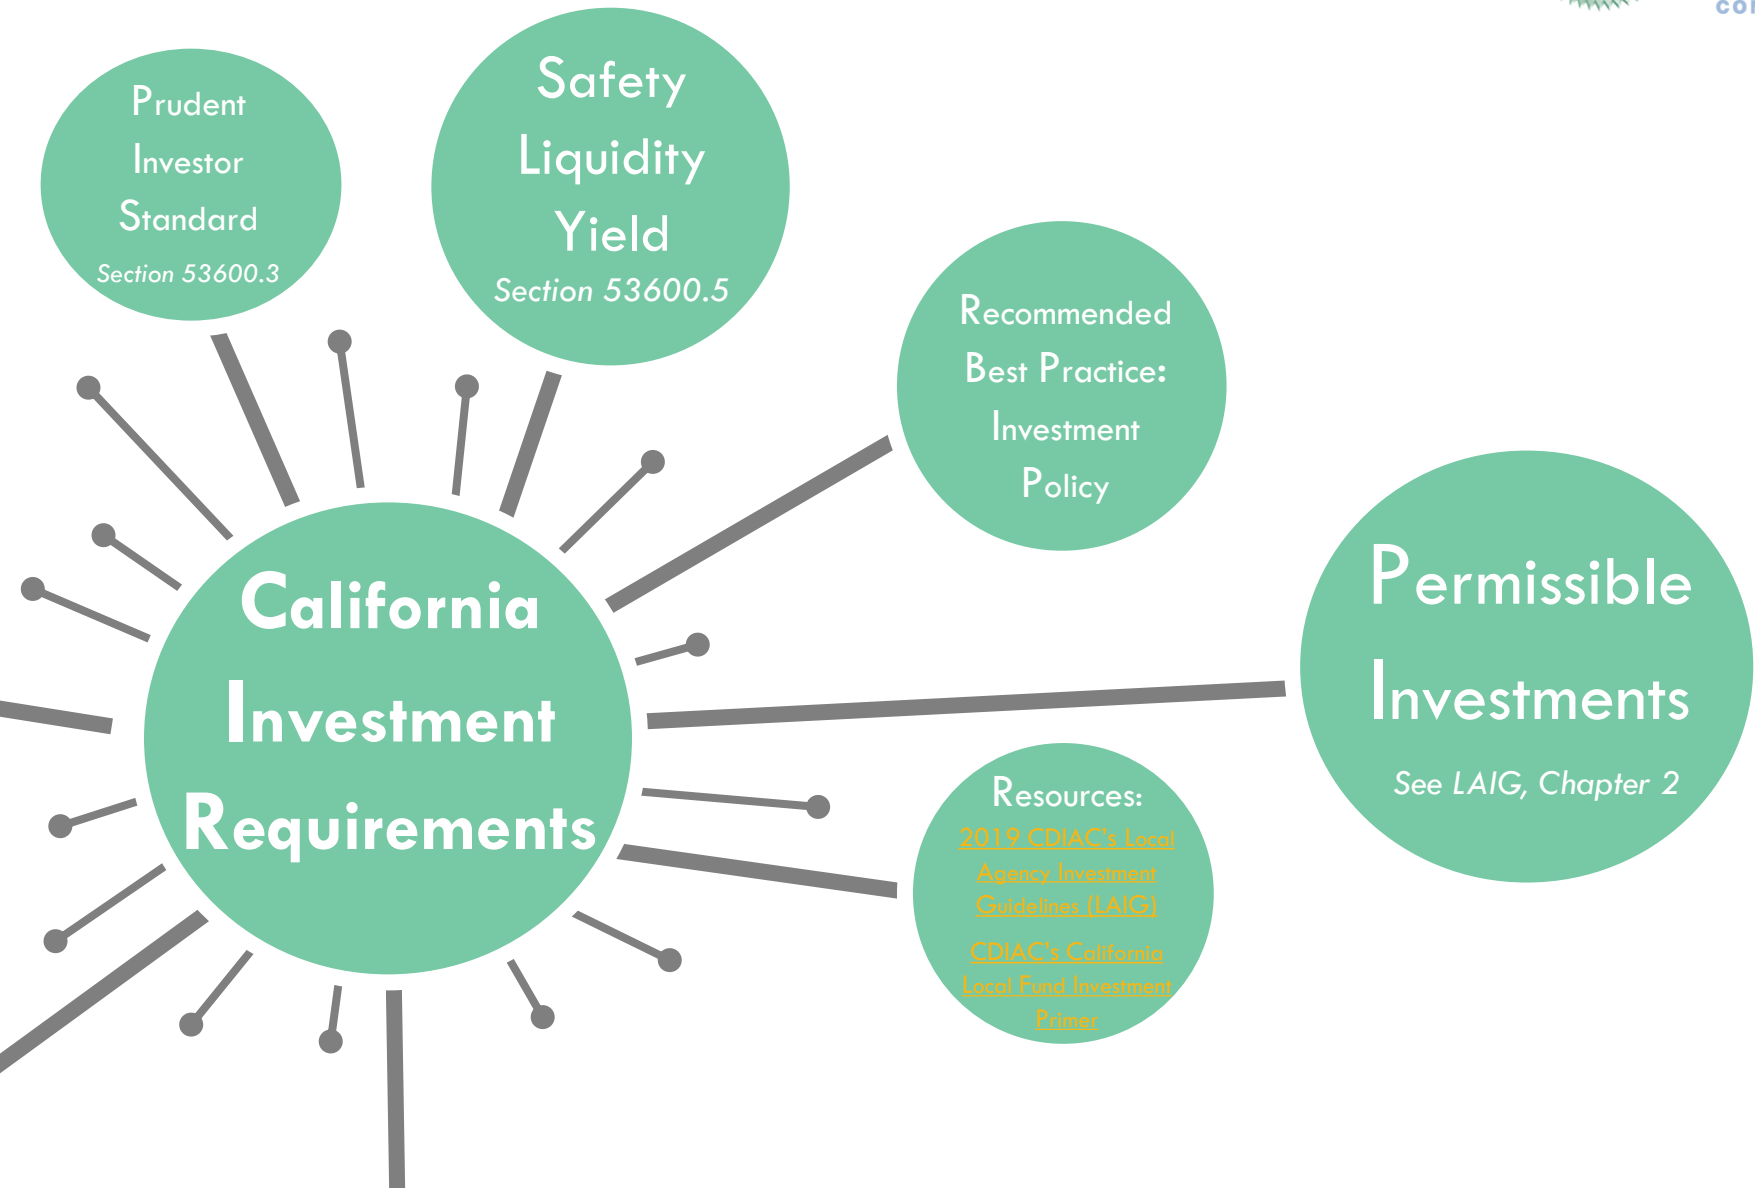 Prudent
Investor
Standard
Section 53600.3
Safety
Liquidity
Yield
Section 53600.5
Recommended
Best Practice:
Investment
Policy
Permissible
Investments
See LAIG, Chapter 2
California
Investment
Requirements
Resources:
2019 CDIAC's Local
Agency Investment
Guidelines (LAIG)
CDIAC's California
Local Fund Investment
Primer